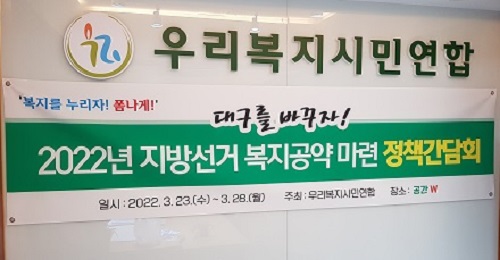 우리복지시민연합
'복지를 누리자! 쫌나게!'
대구를 바꾸자!
2022년 지방선거 복지공약 마련 정책간담회
일시 : 2022. 3.23.(수) ~ 3.28.(월) 주최 : 우리복지시민연합 장소 : 공간 W